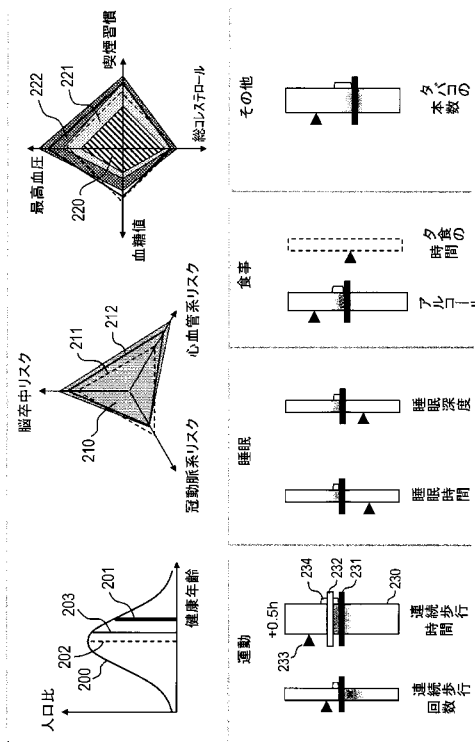 人口比
200
202
203
201
健康年齢
脳卒中リスク
210
211
212
冠動脈系リスク
心血管系リスク
最高血圧
222
221
喫煙習慣
220
血糖値
総コレステロール
運動
+0.5h
233
234
232
231
230
連続歩行回数
連続歩行時間
睡眠
睡眠時間
睡眠深度
食事
アルコール
夕食の時間
その他
タバコの本数